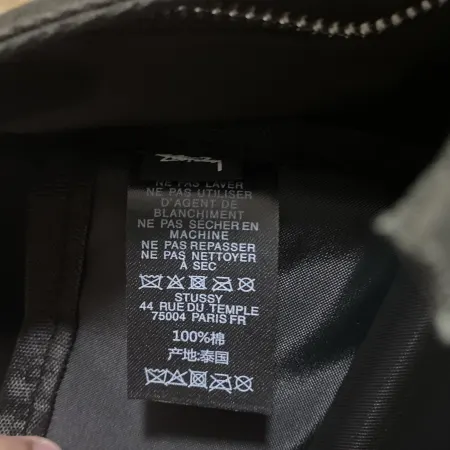 NE PAS LAVER
NE PAS UTILISER
D'AGENT DE
BLANCHIMENT
NE PAS SECHER EN
MACHINE
NE PAS REPASSER
NE PAS NETTOYER
À SEC
STUSSY
44 RUE DU TEMPLE
75004 PARIS FR
100%棉
产地:泰国